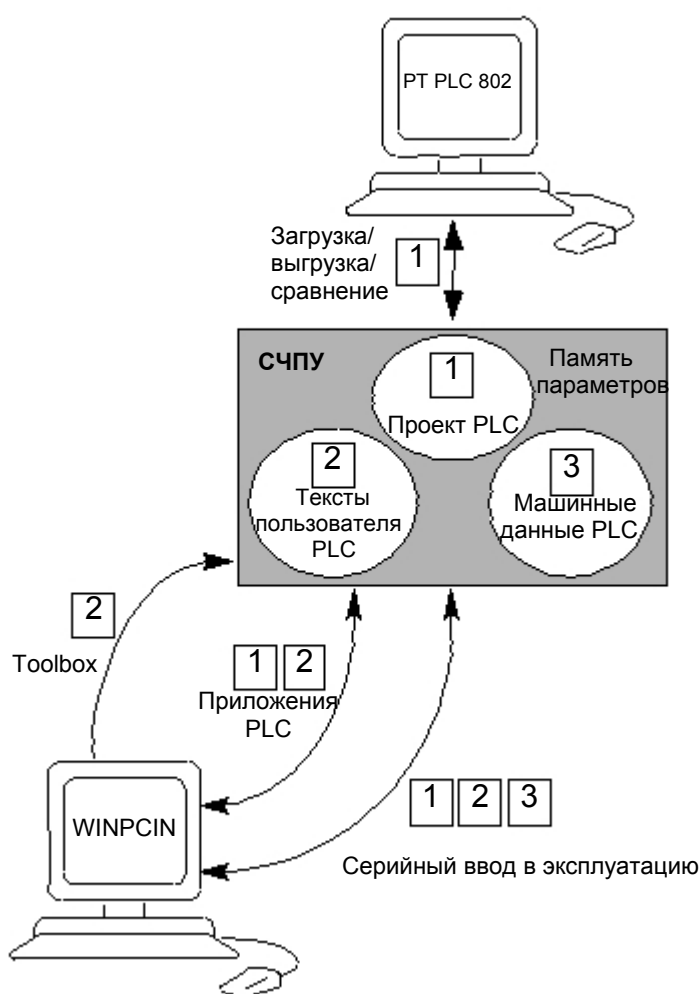 PT PLC 802
Загрузка/
выгрузка/
сравнение
1
СЧПУ
1
Проект PLC
Память
параметров
2
Тексты
пользователя
PLC
3
Машинные
данные PLC
2
Toolbox
1 2
Приложения
PLC
WINPCIN
1 2 3
Серийный ввод в эксплуатацию